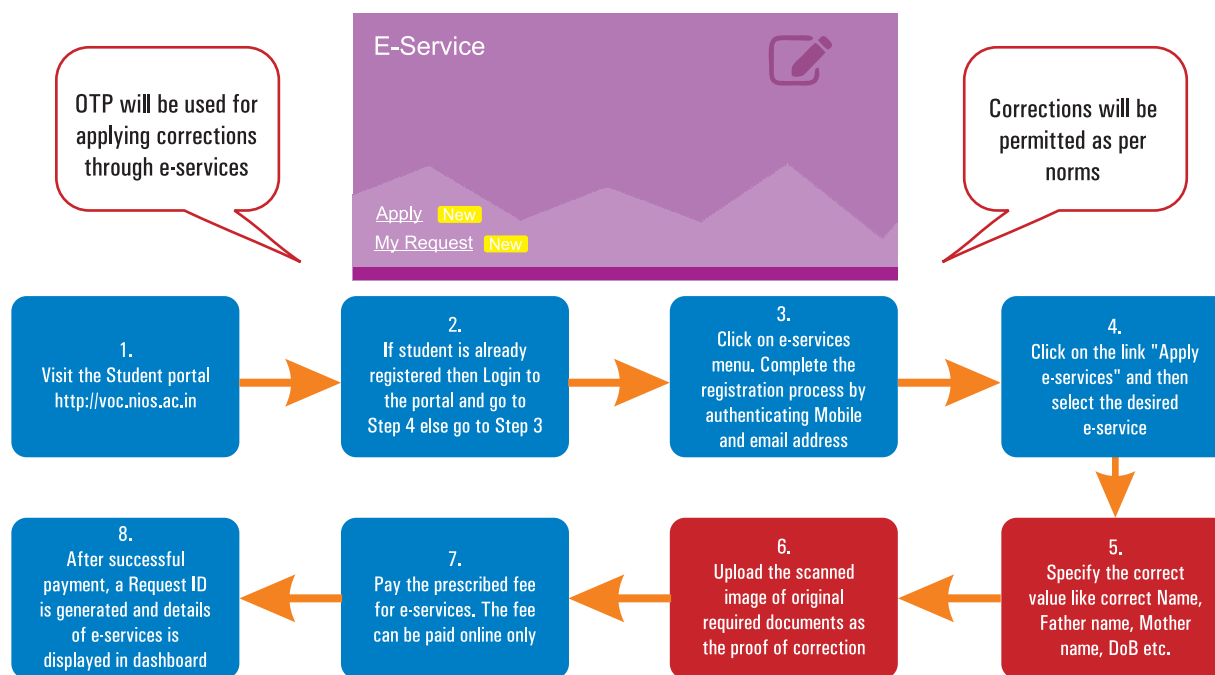 E-Service
Apply New
My Request New
OTP will be used for
applying corrections
through e-services
Corrections will be
permitted as per
norms
1.
Visit the Student portal
http://voc.nios.ac.in
2.
If student is already
registered then Login to
the portal and go to
Step 4 else go to Step 3
3.
Click on e-services
menu. Complete the
registration process by
authenticating Mobile
and email address
4.
Click on the link "Apply
e-services" and then
select the desired
e-service
5.
Specify the correct
value like correct Name,
Father name, Mother
name, DoB etc.
6.
Upload the scanned
image of original
required documents as
the proof of correction
7.
Pay the prescribed fee
for e-services. The fee
can be paid online only
8.
After successful
payment, a Request ID
is generated and details
of e-services is
displayed in dashboard